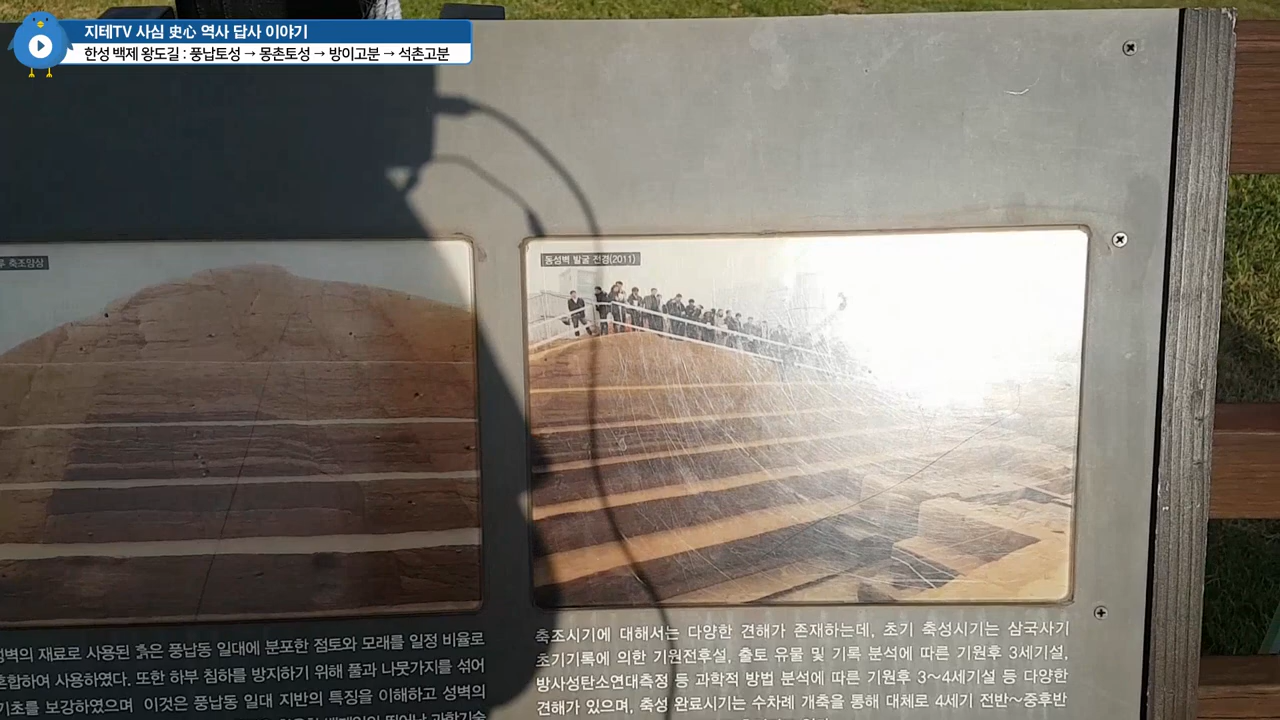 지테TV 사심 史心 역사 답사 이야기
한성 백제 왕도길 : 풍납토성 → 몽촌토성 → 방이고분 → 석촌고분
축조양상
동성벽 발굴 전경(2011)
성벽의 재료로 사용된 흙은 풍납동 일대에 분포한 점토와 모래를 일정 비율로
혼합하여 사용하였다. 또한 하부 침하를 방지하기 위해 풀과 나뭇가지를 섞어
기초를 보강하였으며 이것은 풍납동 일대 지반의 특징을 이해하고 성벽의
축조시기에 대해서는 다양한 견해가 존재하는데, 초기 축성시기는 삼국사기
초기기록에 의한 기원전후설, 출토 유물 및 기록 분석에 따른 기원후 3세기설,
방사성탄소연대측정 등 과학적 방법 분석에 따른 기원후 3~4세기설 등 다양한
견해가 있으며, 축성 완료시기는 수차례 개축을 통해 대체로 4세기 전반~중후반